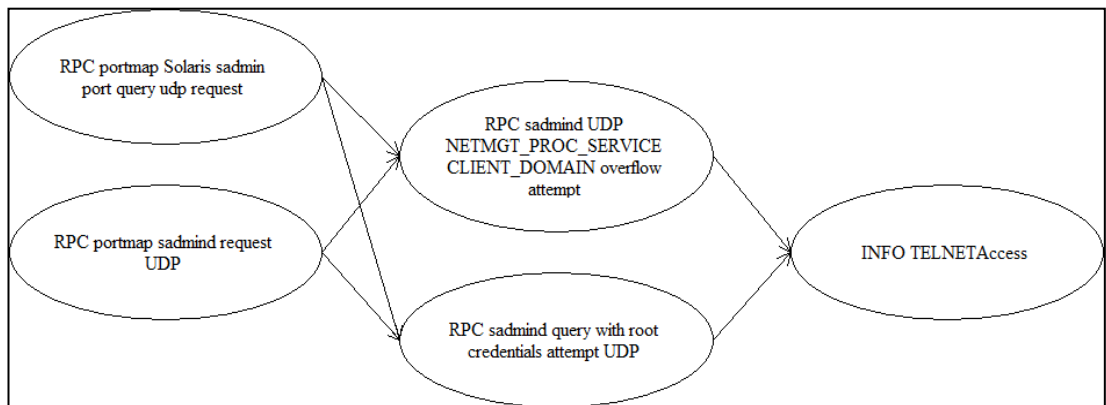 RPC portmap Solaris sadmin
port query udp request
RPC portmap sadmind request
UDP
RPC sadmind UDP
NETMGT_PROC_SERVICE
CLIENT_DOMAIN overflow
attempt
RPC sadmind query with root
credentials attempt UDP
INFO TELNETAccess